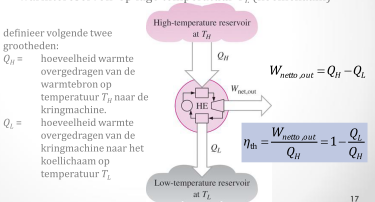 definieer volgende twee
grootheden:
Q_H = hoeveelheid warmte
overgedragen van de
warmtebron op
temperatuur T_H naar de
kringmachine.
Q_L = hoeveelheid warmte
overgedragen van de
kringmachine naar het
koellichaam op
temperatuur T_L
High-temperature reservoir
at T_H
Q_H
W_net,out
HE
Q_L
Low-temperature reservoir
at T_L
W_netto,out = Q_H − Q_L
η_th = W_netto,out / Q_H = 1 − Q_L / Q_H
17